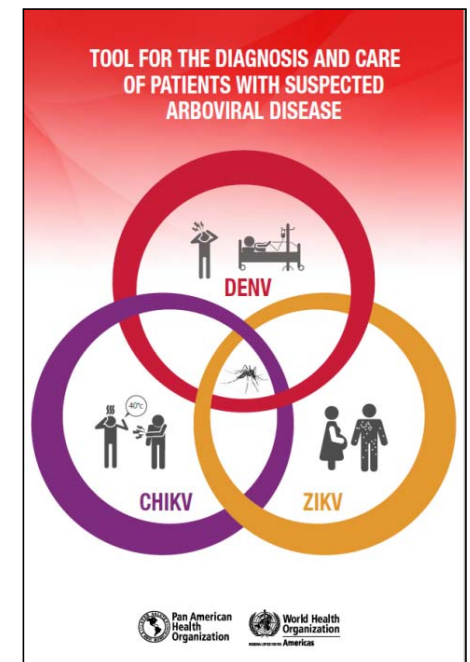 TOOL FOR THE DIAGNOSIS AND CARE
OF PATIENTS WITH SUSPECTED
ARBOVIRAL DISEASE
DENV
40°C
CHIKV
ZIKV
Pan American
Health
Organization
World Health
Organization
Americas